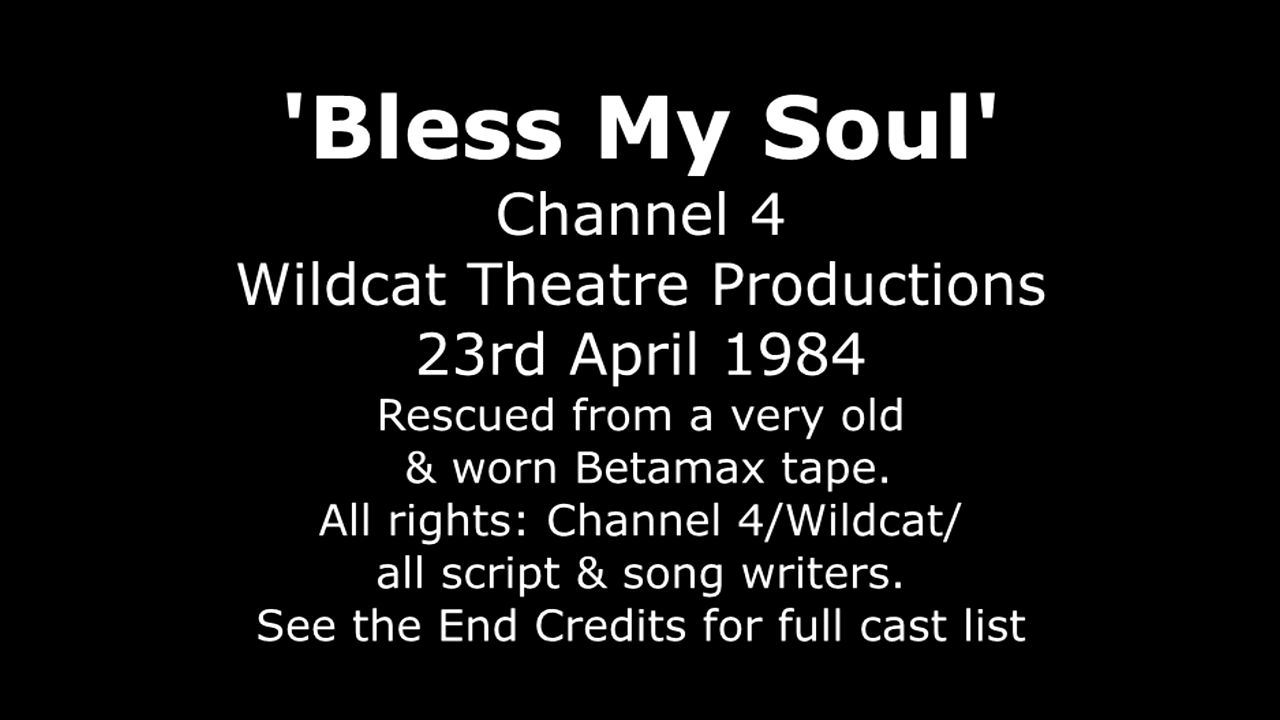 'Bless My Soul'
Channel 4
Wildcat Theatre Productions
23rd April 1984
Rescued from a very old
& worn Betamax tape.
All rights: Channel 4/Wildcat/
all script & song writers.
See the End Credits for full cast list